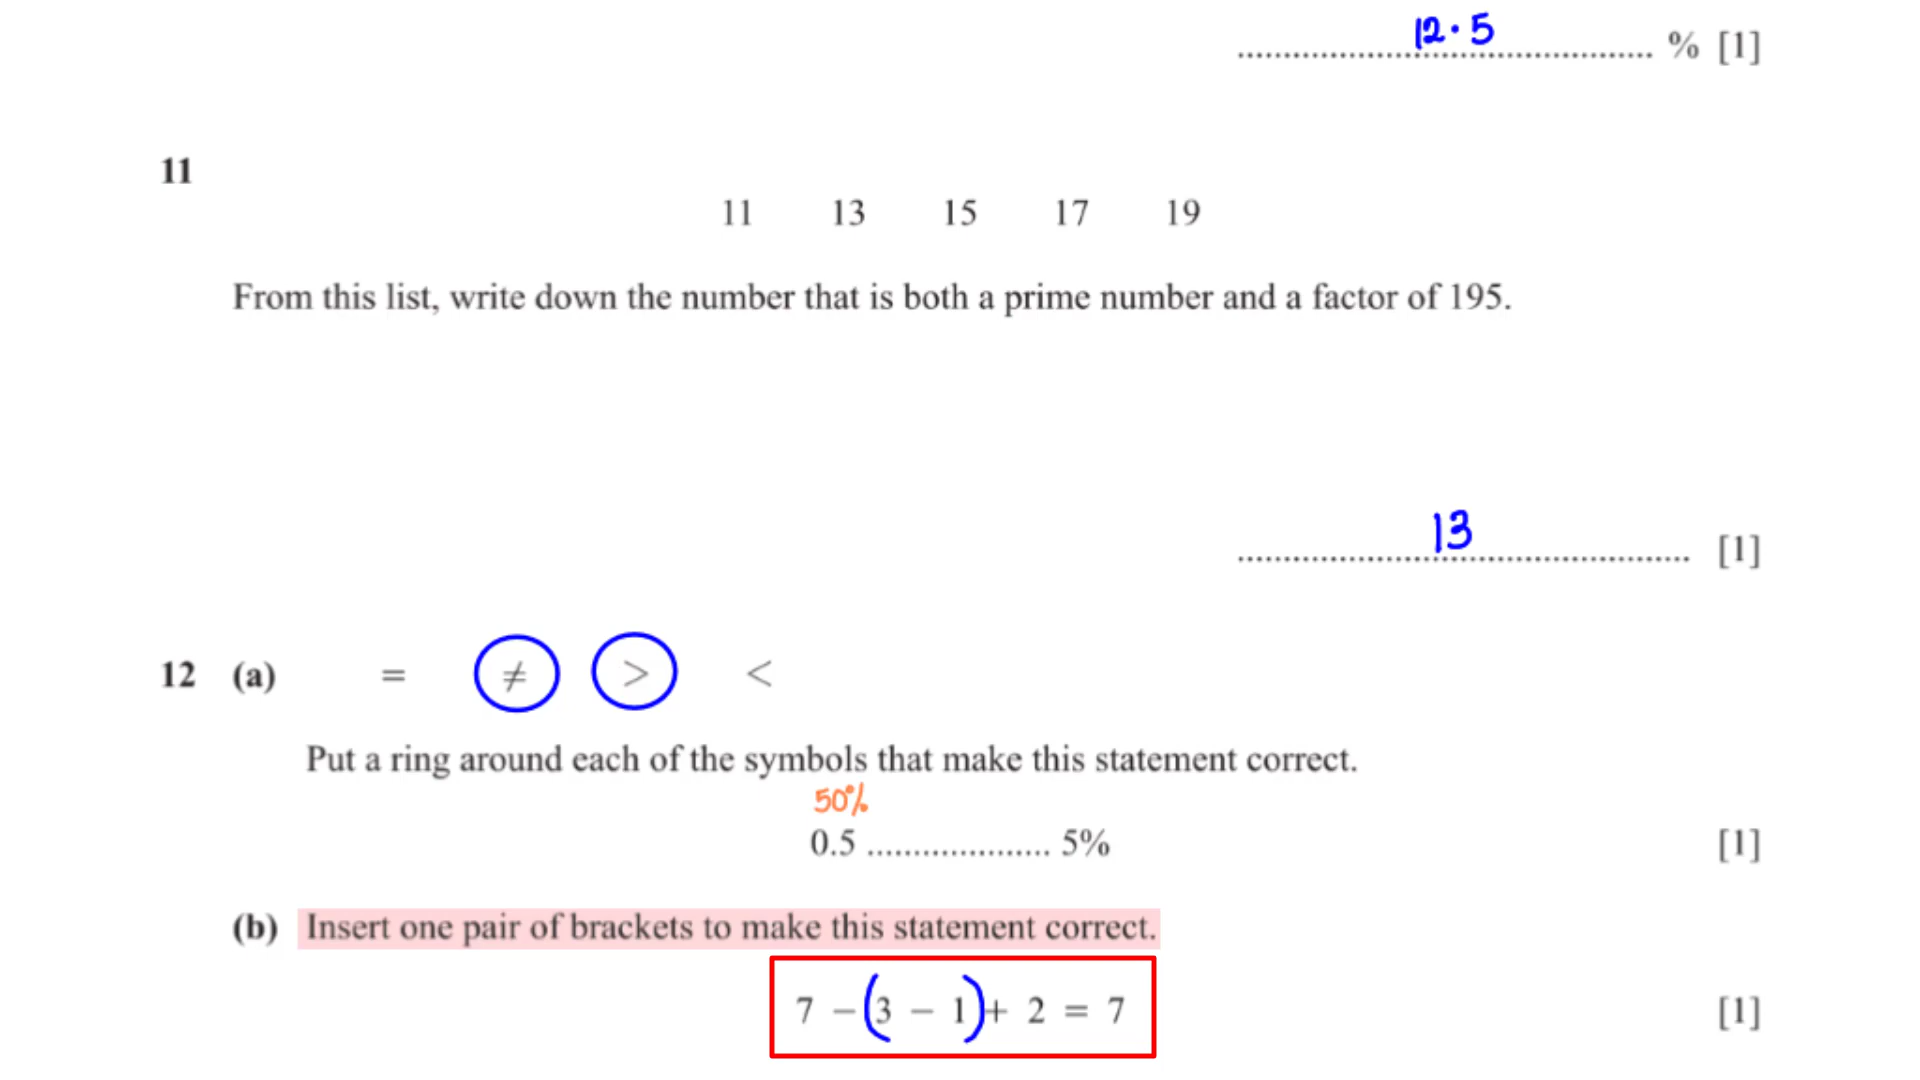 12.5
.............................................. % [1]
11
11 13 15 17 19
From this list, write down the number that is both a prime number and a factor of 195.
13
.................................................. [1]
12 (a) = ≠ > <
Put a ring around each of the symbols that make this statement correct.
50%
0.5 .................... 5% [1]
(b) Insert one pair of brackets to make this statement correct.
7 − (3 − 1) + 2 = 7 [1]